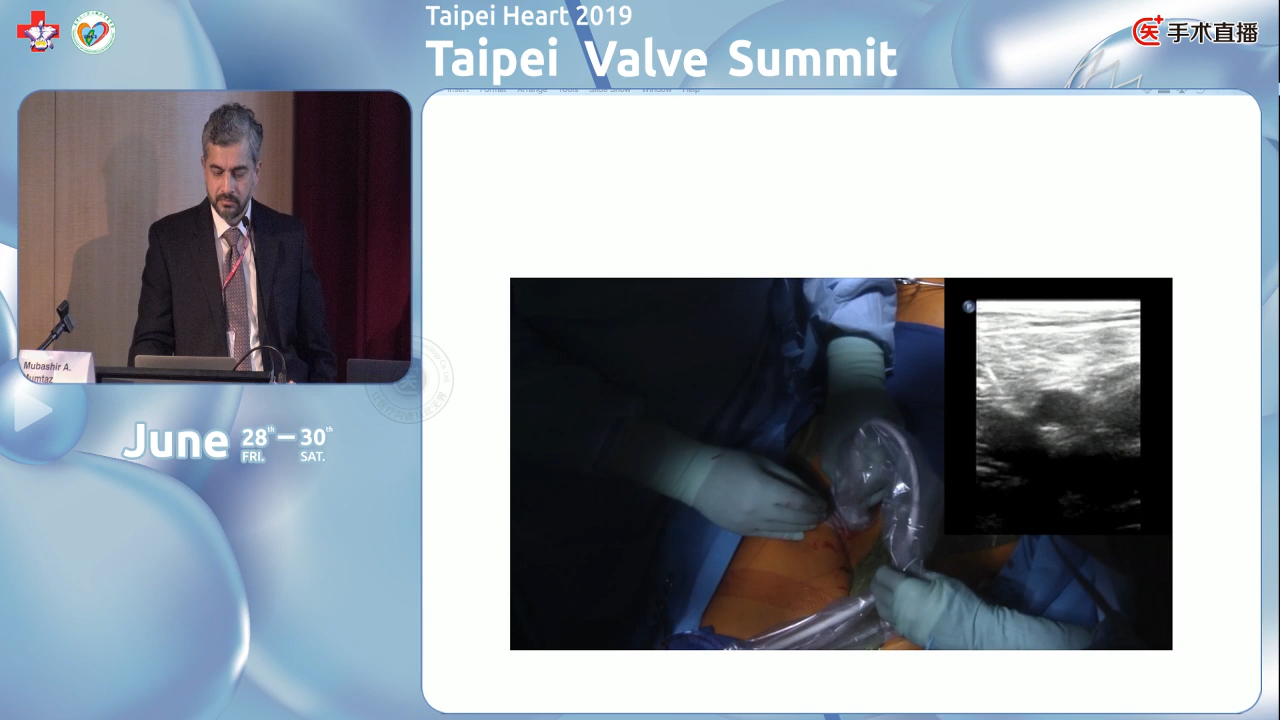 Taipei Heart 2019
Taipei Valve Summit
医 手术直播
Insert Format Arrange Tools Slide Show Window Help
Mubashir A.
Mumtaz
June 28th — 30th
FRI. SAT.